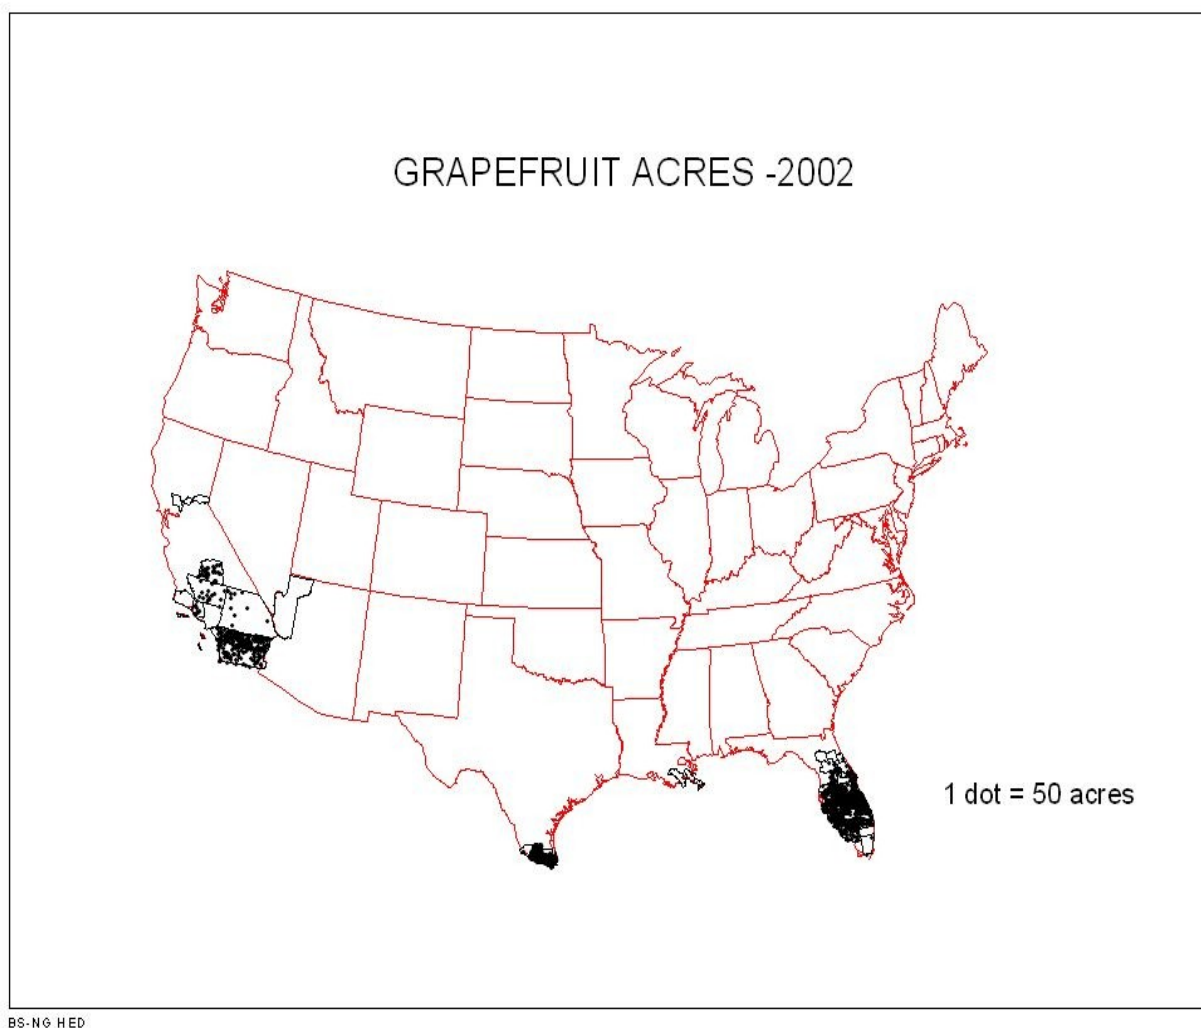 GRAPEFRUIT ACRES -2002
1 dot = 50 acres
BS-NG HED